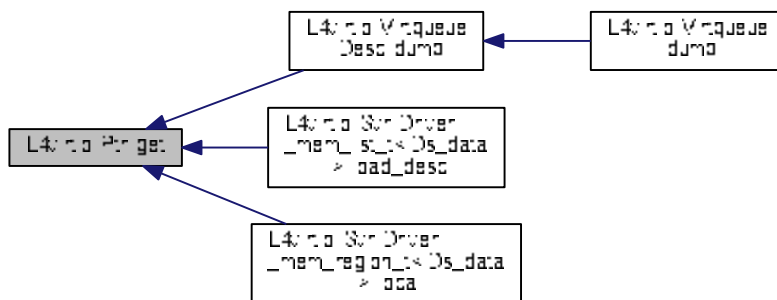 L4virtio::Virtqueue
::Desc::dump
L4virtio::Virtqueue
::dump
L4virtio::Ptr::get
L4virtio::Svr::Driver
_mem_list_t< Ds_data
>::load_desc
L4virtio::Svr::Driver
_mem_region_t< Ds_data
>::local